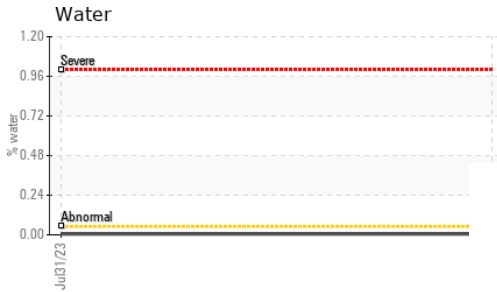 Water
1.20
Severe
0.96
0.72
% water
0.48
0.24
Abnormal
0.00
Jul31/23